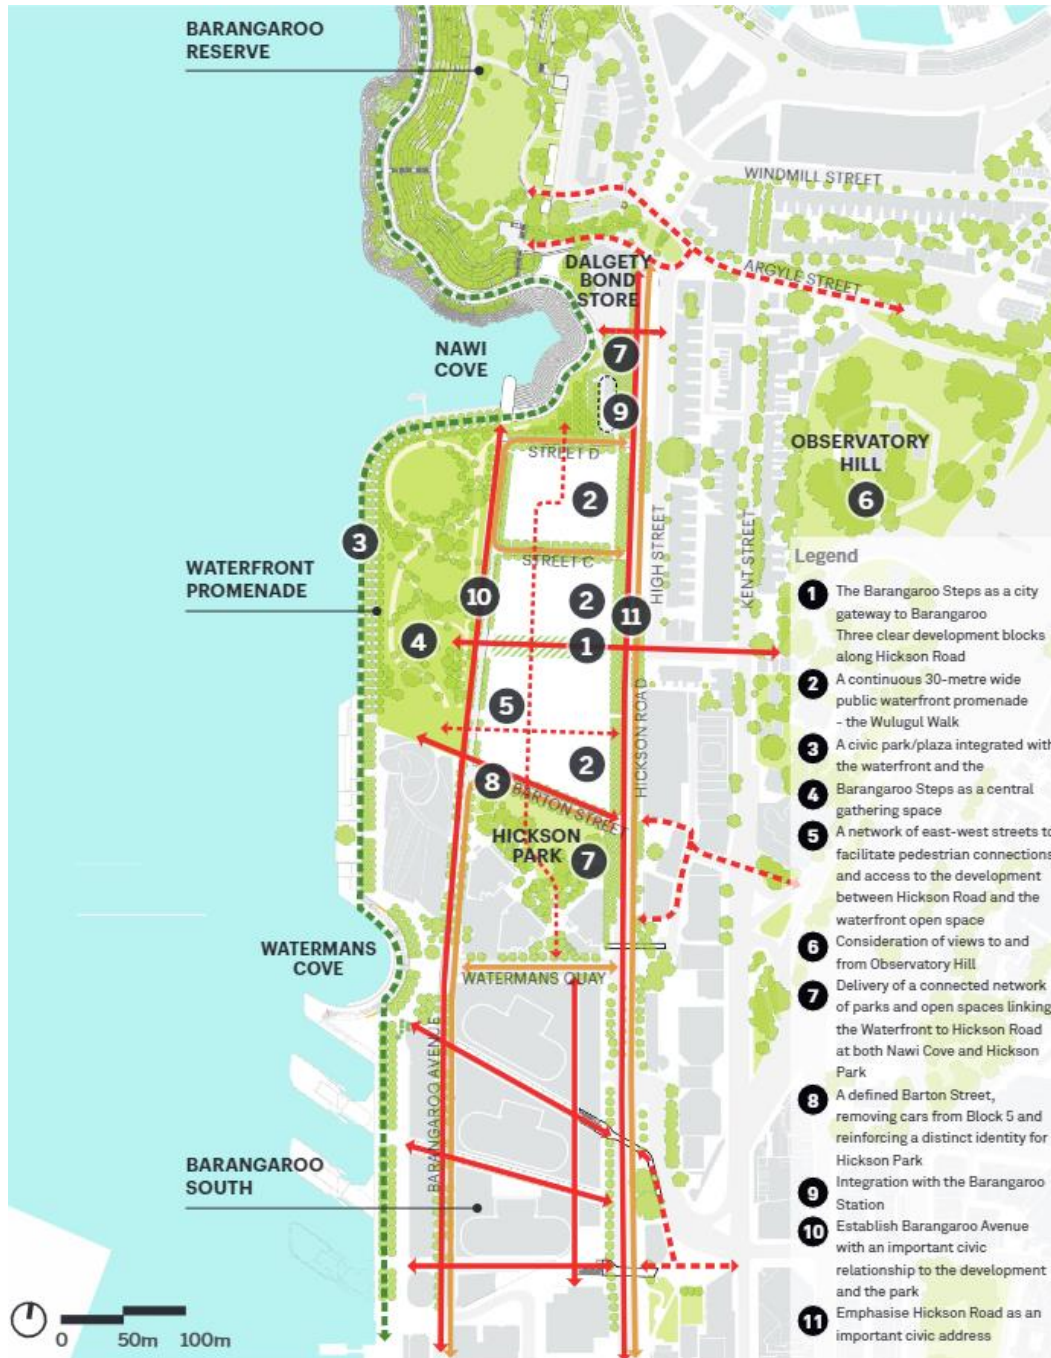 BARANGAROO
RESERVE
WINDMILL STREET
DALGETY
BOND
STORE
ARGYLE STREET
NAWI
COVE
7
9
OBSERVATORY
HILL
6
STREET D
2
3
STREET C
HIGH STREET
KENT STREET
WATERFRONT
PROMENADE
10
2
11
4
1
5
HICKSON ROAD
2
8
BARTON STREET
HICKSON
PARK
7
WATERMANS
COVE
WATERMANS QUAY
BARANGAROO AVENUE
BARANGAROO
SOUTH
0 50m 100m
Legend
1 The Barangaroo Steps as a city
gateway to Barangaroo
Three clear development blocks
along Hickson Road
2 A continuous 30-metre wide
public waterfront promenade
- the Wulugul Walk
3 A civic park/plaza integrated with
the waterfront and the
4 Barangaroo Steps as a central
gathering space
5 A network of east-west streets to
facilitate pedestrian connections
and access to the development
between Hickson Road and the
waterfront open space
6 Consideration of views to and
from Observatory Hill
7 Delivery of a connected network
of parks and open spaces linking
the Waterfront to Hickson Road
at both Nawi Cove and Hickson
Park
8 A defined Barton Street,
removing cars from Block 5 and
reinforcing a distinct identity for
Hickson Park
9 Integration with the Barangaroo
Station
10 Establish Barangaroo Avenue
with an important civic
relationship to the development
and the park
11 Emphasise Hickson Road as an
important civic address